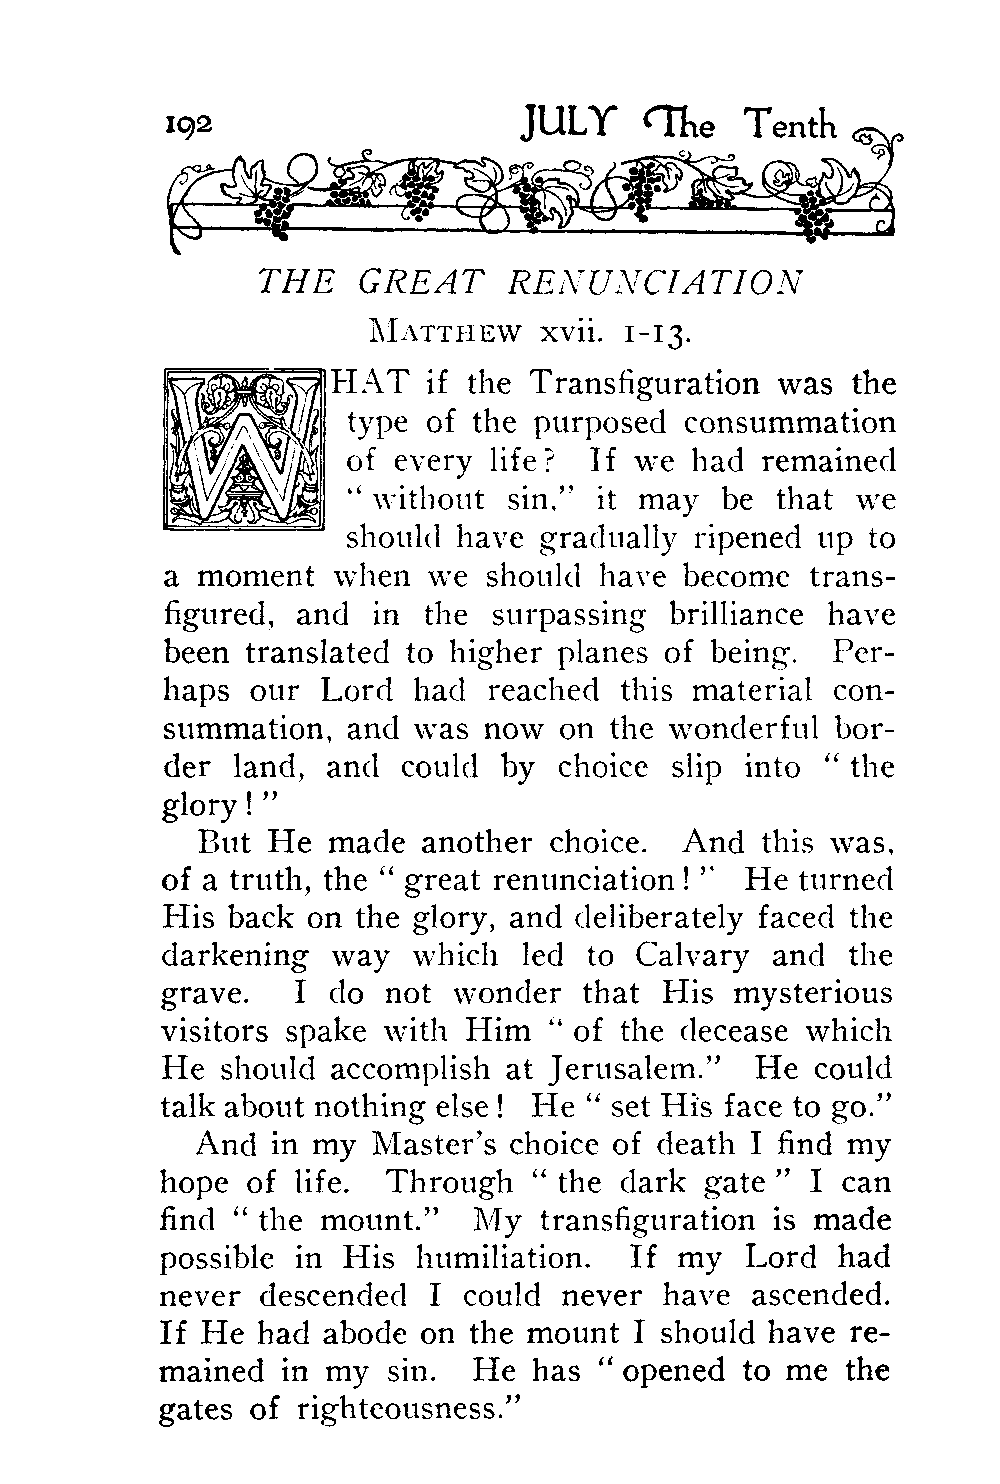 192 JULY The Tenth
THE GREAT RENUNCIATION
MATTHEW xvii. 1-13.
WHAT if the Transfiguration was the
type of the purposed consummation
of every life? If we had remained
“without sin,” it may be that we
should have gradually ripened up to
a moment when we should have become trans-
figured, and in the surpassing brilliance have
been translated to higher planes of being. Per-
haps our Lord had reached this material con-
summation, and was now on the wonderful bor-
der land, and could by choice slip into “the
glory!”
But He made another choice. And this was,
of a truth, the “great renunciation!” He turned
His back on the glory, and deliberately faced the
darkening way which led to Calvary and the
grave. I do not wonder that His mysterious
visitors spake with Him “of the decease which
He should accomplish at Jerusalem.” He could
talk about nothing else! He “set His face to go.”
And in my Master’s choice of death I find my
hope of life. Through “the dark gate” I can
find “the mount.” My transfiguration is made
possible in His humiliation. If my Lord had
never descended I could never have ascended.
If He had abode on the mount I should have re-
mained in my sin. He has “opened to me the
gates of righteousness.”